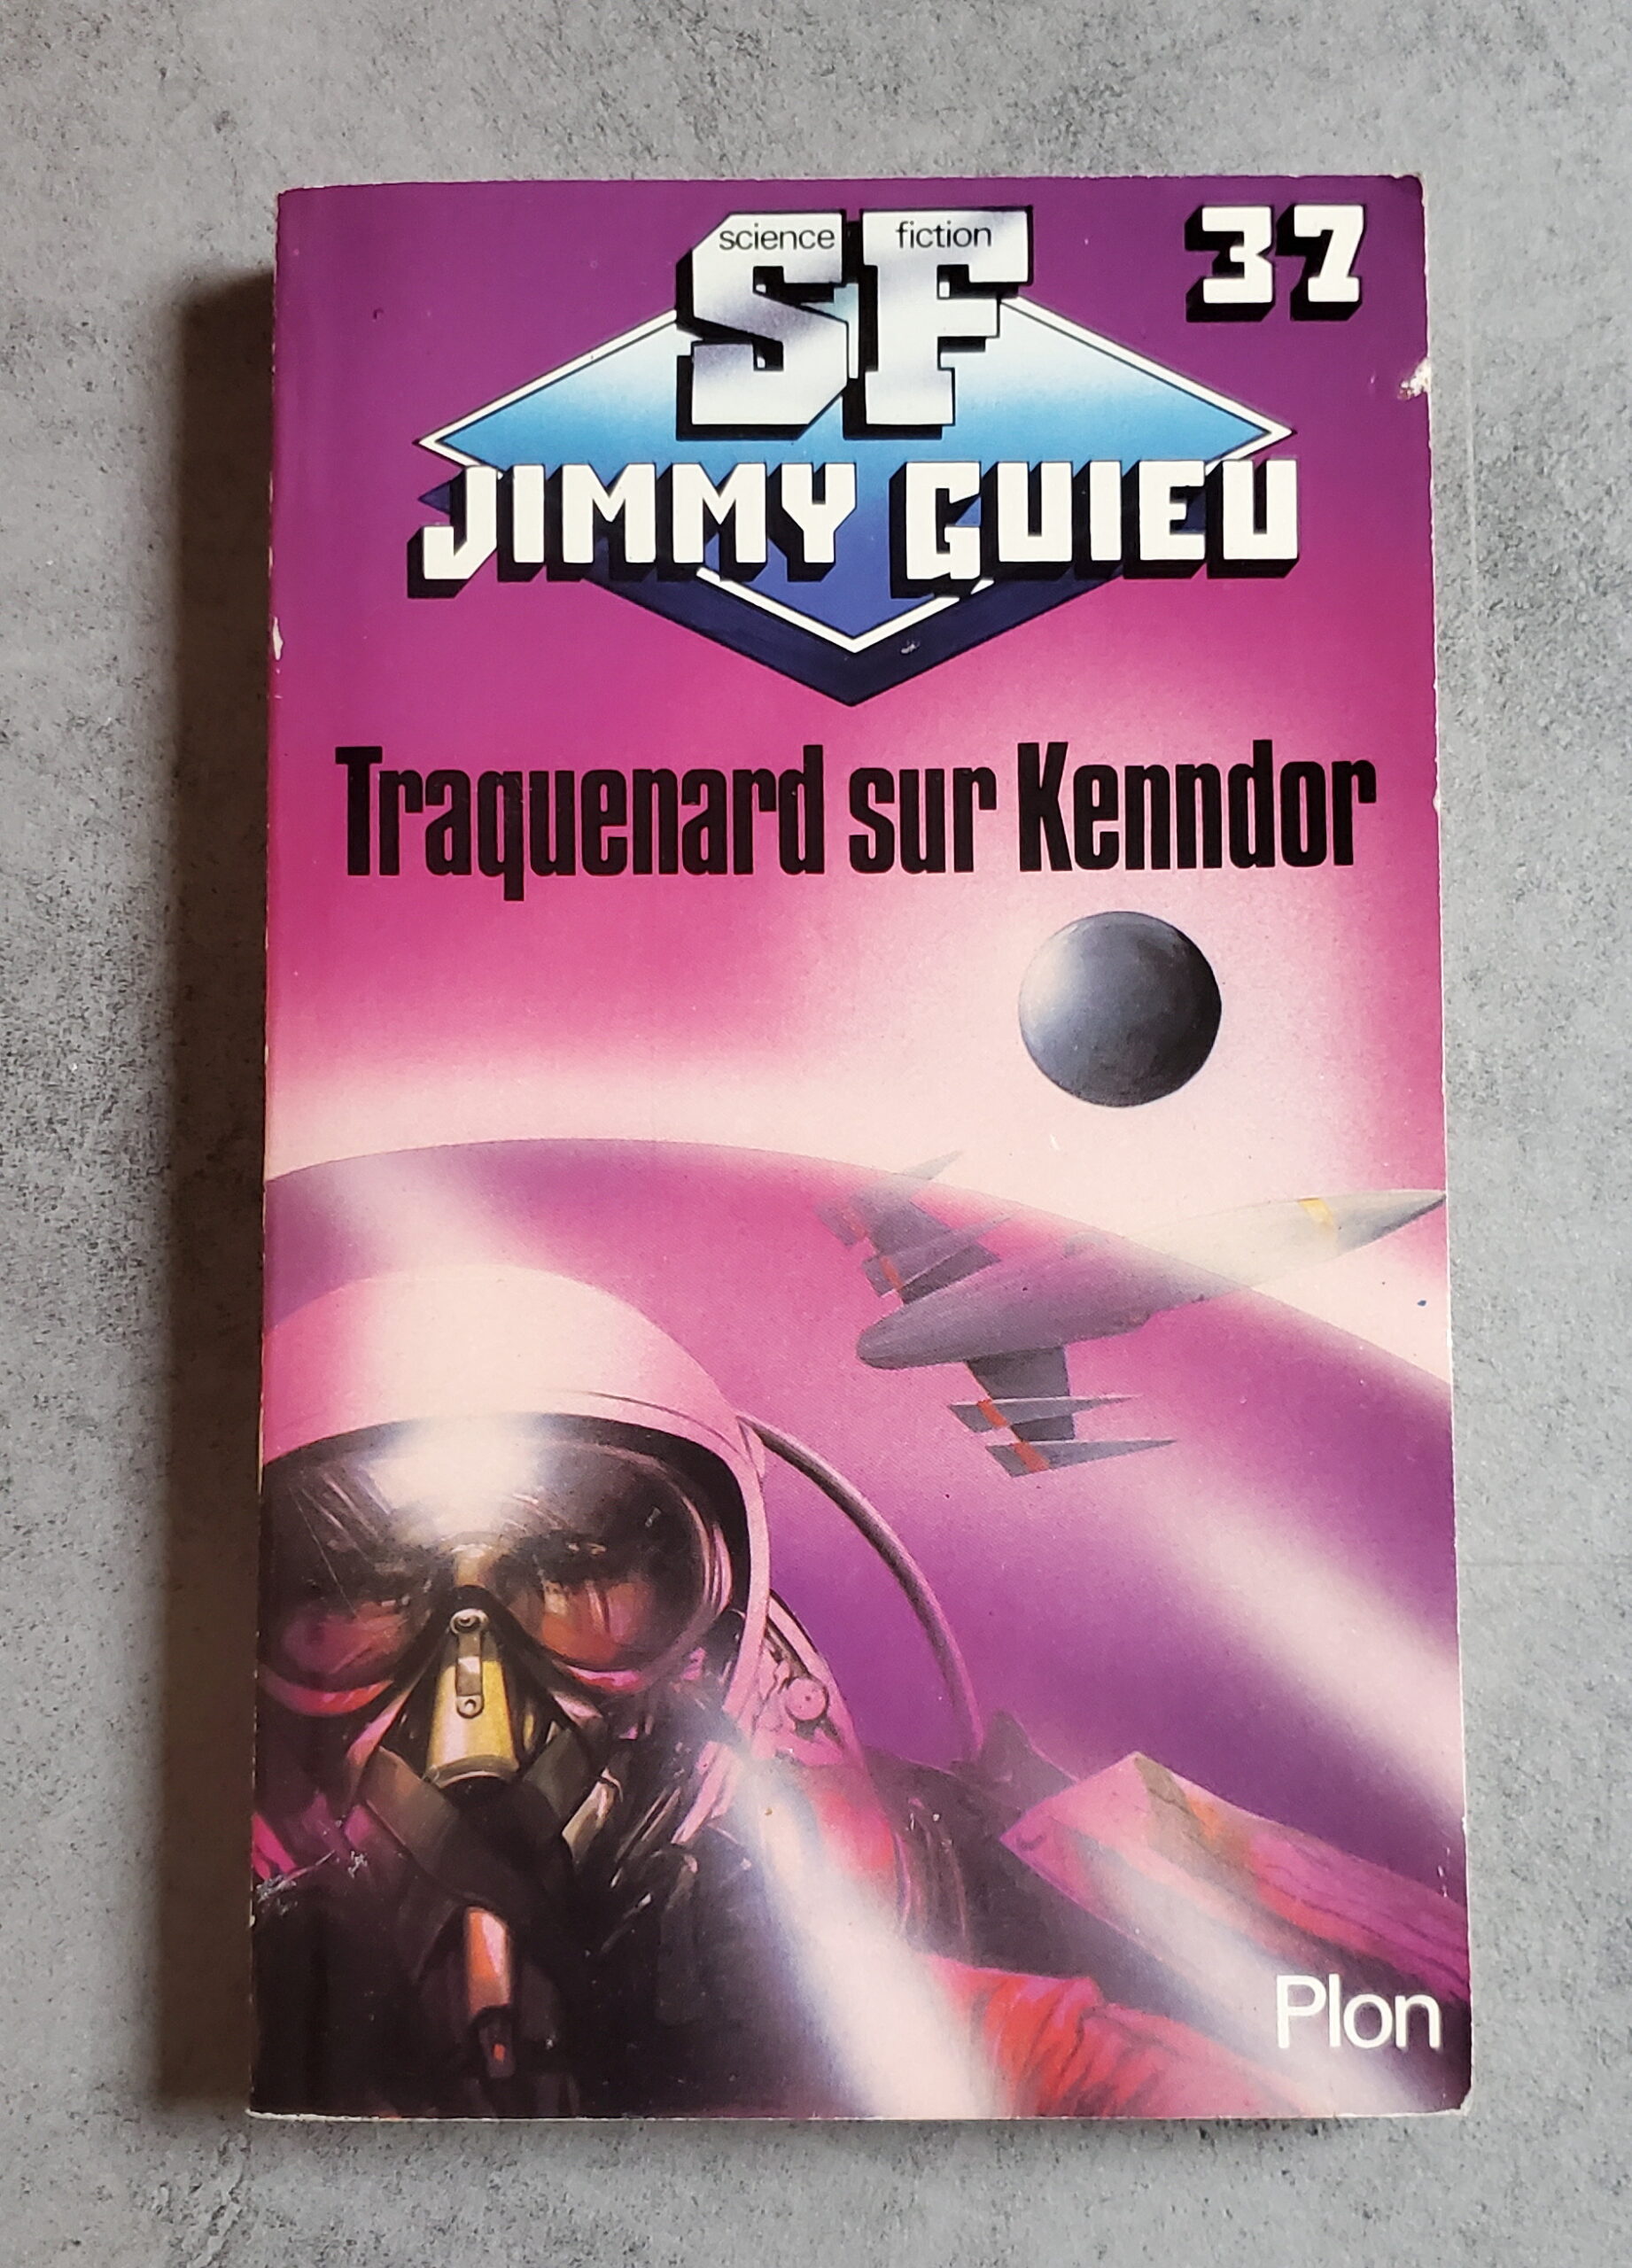 science fiction
SF
37
JIMMY GUIEU
Traquenard sur Kenndor
Plon